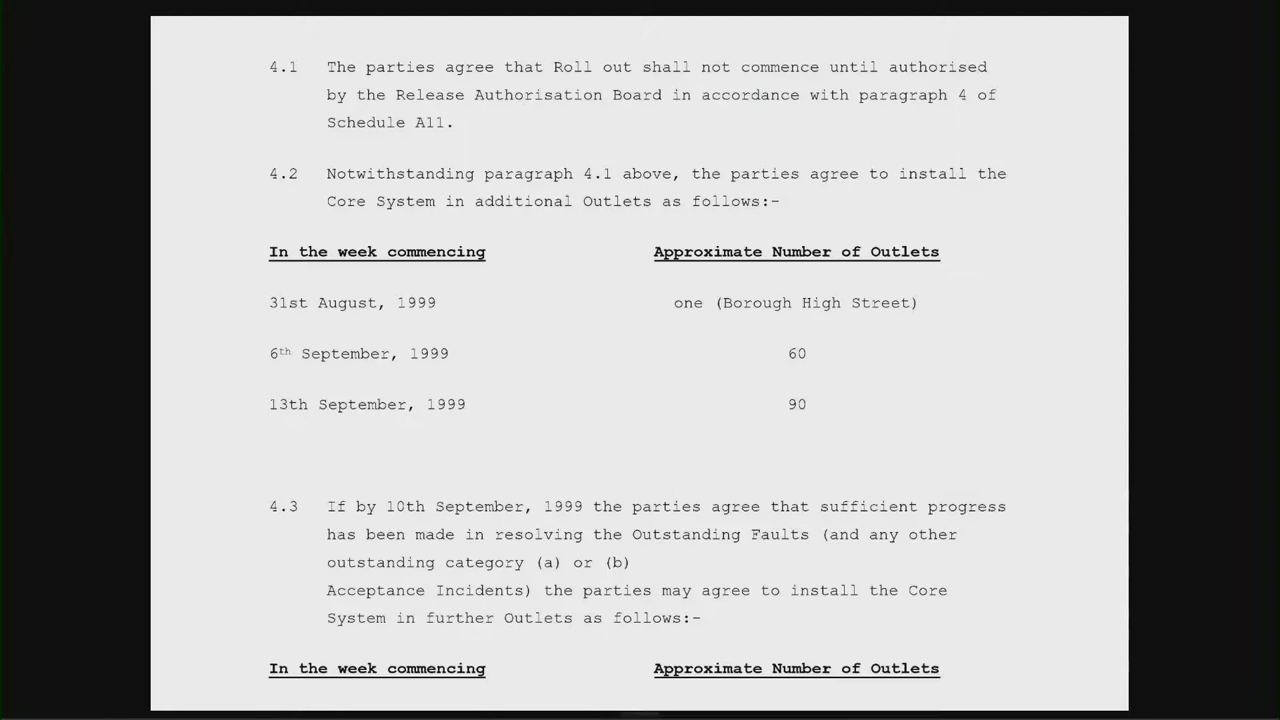 4.1 The parties agree that Roll out shall not commence until authorised
by the Release Authorisation Board in accordance with paragraph 4 of
Schedule A11.
4.2 Notwithstanding paragraph 4.1 above, the parties agree to install the
Core System in additional Outlets as follows:-
In the week commencing Approximate Number of Outlets
31st August, 1999 one (Borough High Street)
6th September, 1999 60
13th September, 1999 90
4.3 If by 10th September, 1999 the parties agree that sufficient progress
has been made in resolving the Outstanding Faults (and any other
outstanding category (a) or (b)
Acceptance Incidents) the parties may agree to install the Core
System in further Outlets as follows:-
In the week commencing Approximate Number of Outlets